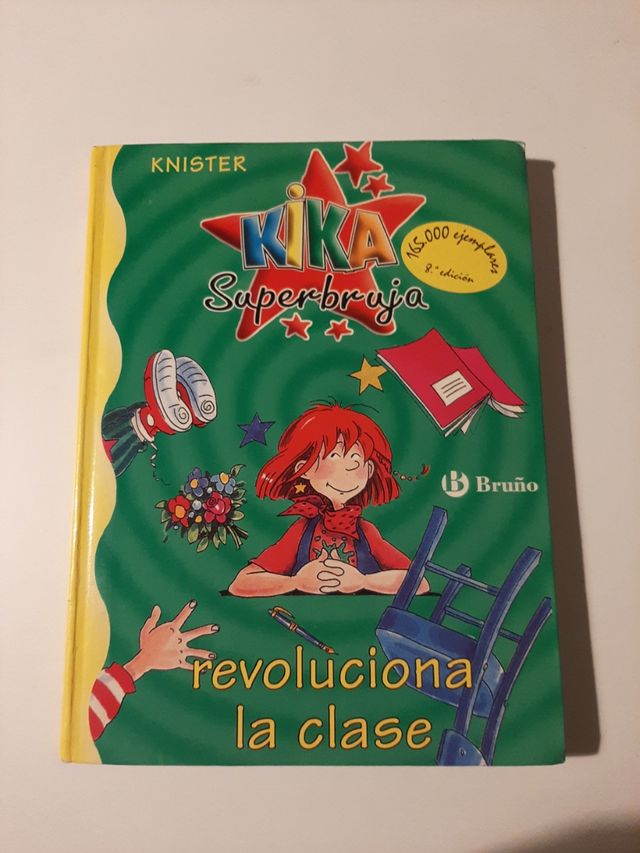 KNISTER
KiKA
Superbruja
165.000 ejemplares
8.ª edición
B Bruño
revoluciona
la clase